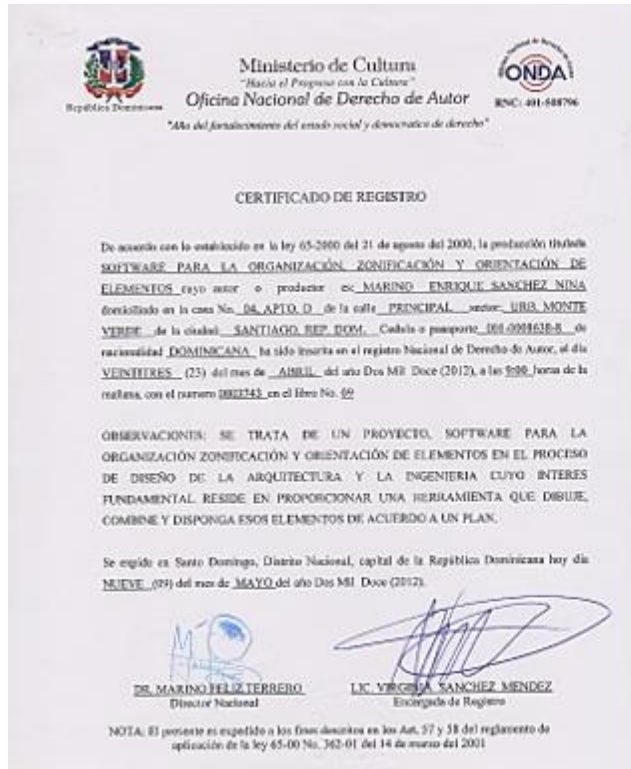 Ministerio de Cultura
"Hacia el Progreso con la Cultura"
ONDA
Oficina Nacional de Derecho de Autor
República Dominicana
RNC: 401-508796
"Año del fortalecimiento del estado social y democratico de derecho"
CERTIFICADO DE REGISTRO
De acuerdo con lo establecido en la ley 65-2000 del 21 de agosto del 2000, la producción titulada
SOFTWARE PARA LA ORGANIZACIÓN, ZONIFICACIÓN Y ORIENTACIÓN DE
ELEMENTOS cuyo autor o productor es: MARINO ENRIQUE SANCHEZ NINA
domiciliado en la casa No. 04, APTO. D de la calle PRINCIPAL sector: URB. MONTE
VERDE de la ciudad: SANTIAGO, REP. DOM. Cedula o pasaporte de
nacionalidad DOMINICANA ha sido inscrita en el registro Nacional de Derecho de Autor, el día
VEINTITRES (23) del mes de ABRIL del año Dos Mil Doce (2012), a las 9:00 horas de la
mañana, con el numero 0003743 en el libro No. 09
OBSERVACIONES: SE TRATA DE UN PROYECTO, SOFTWARE PARA LA
ORGANIZACIÓN ZONIFICACIÓN Y ORIENTACIÓN DE ELEMENTOS EN EL PROCESO
DE DISEÑO DE LA ARQUITECTURA Y LA INGENIERIA CUYO INTERES
FUNDAMENTAL RESIDE EN PROPORCIONAR UNA HERRAMIENTA QUE DIBUJE,
COMBINE Y DISPONGA ESOS ELEMENTOS DE ACUERDO A UN PLAN.
Se expide en Santo Domingo, Distrito Nacional, capital de la República Dominicana hoy día
NUEVE (09) del mes de MAYO del año Dos Mil Doce (2012).
DR. MARINO FELIZ TERRERO
Director Nacional
LIC. VIRGINIA SANCHEZ MENDEZ
Encargada de Registro
NOTA: El presente es expedido a los fines descritos en los Art. 57 y 58 del reglamento de
aplicación de la ley 65-00 No. 362-01 del 14 de marzo del 2001